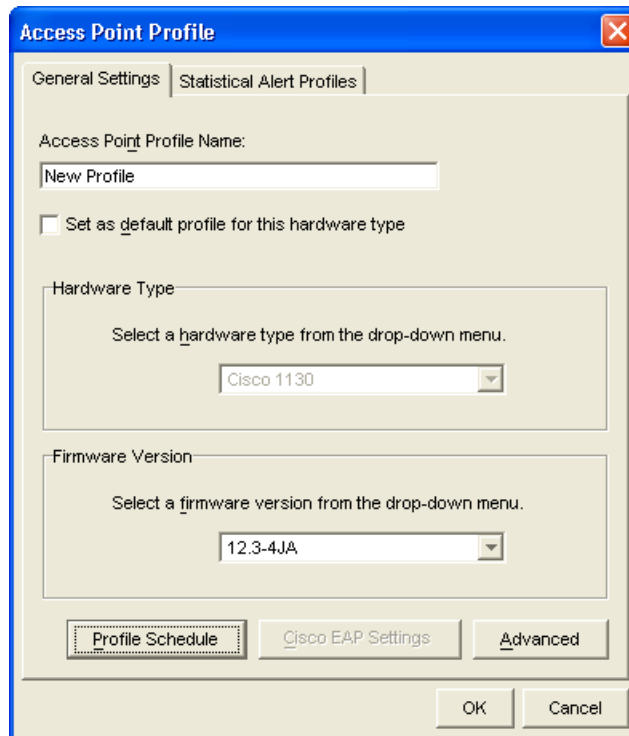 Access Point Profile
General Settings
Statistical Alert Profiles
Access Point Profile Name:
New Profile
Set as default profile for this hardware type
Hardware Type
Select a hardware type from the drop-down menu.
Cisco 1130
Firmware Version
Select a firmware version from the drop-down menu.
12.3-4JA
Profile Schedule
Cisco EAP Settings
Advanced
OK
Cancel